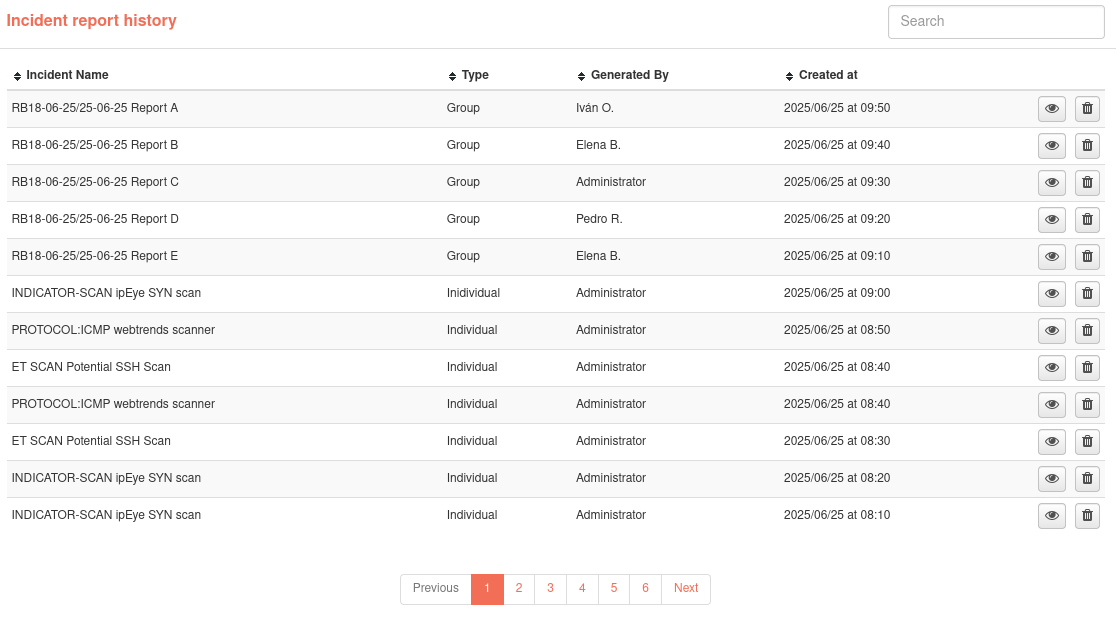 Incident report history
Search
Incident Name Type Generated By Created at
RB18-06-25/25-06-25 Report A Group Iván O. 2025/06/25 at 09:50
RB18-06-25/25-06-25 Report B Group Elena B. 2025/06/25 at 09:40
RB18-06-25/25-06-25 Report C Group Administrator 2025/06/25 at 09:30
RB18-06-25/25-06-25 Report D Group Pedro R. 2025/06/25 at 09:20
RB18-06-25/25-06-25 Report E Group Elena B. 2025/06/25 at 09:10
INDICATOR-SCAN ipEye SYN scan Inidividual Administrator 2025/06/25 at 09:00
PROTOCOL:ICMP webtrends scanner Individual Administrator 2025/06/25 at 08:50
ET SCAN Potential SSH Scan Individual Administrator 2025/06/25 at 08:40
PROTOCOL:ICMP webtrends scanner Individual Administrator 2025/06/25 at 08:40
ET SCAN Potential SSH Scan Individual Administrator 2025/06/25 at 08:30
INDICATOR-SCAN ipEye SYN scan Individual Administrator 2025/06/25 at 08:20
INDICATOR-SCAN ipEye SYN scan Individual Administrator 2025/06/25 at 08:10
Previous 1 2 3 4 5 6 Next